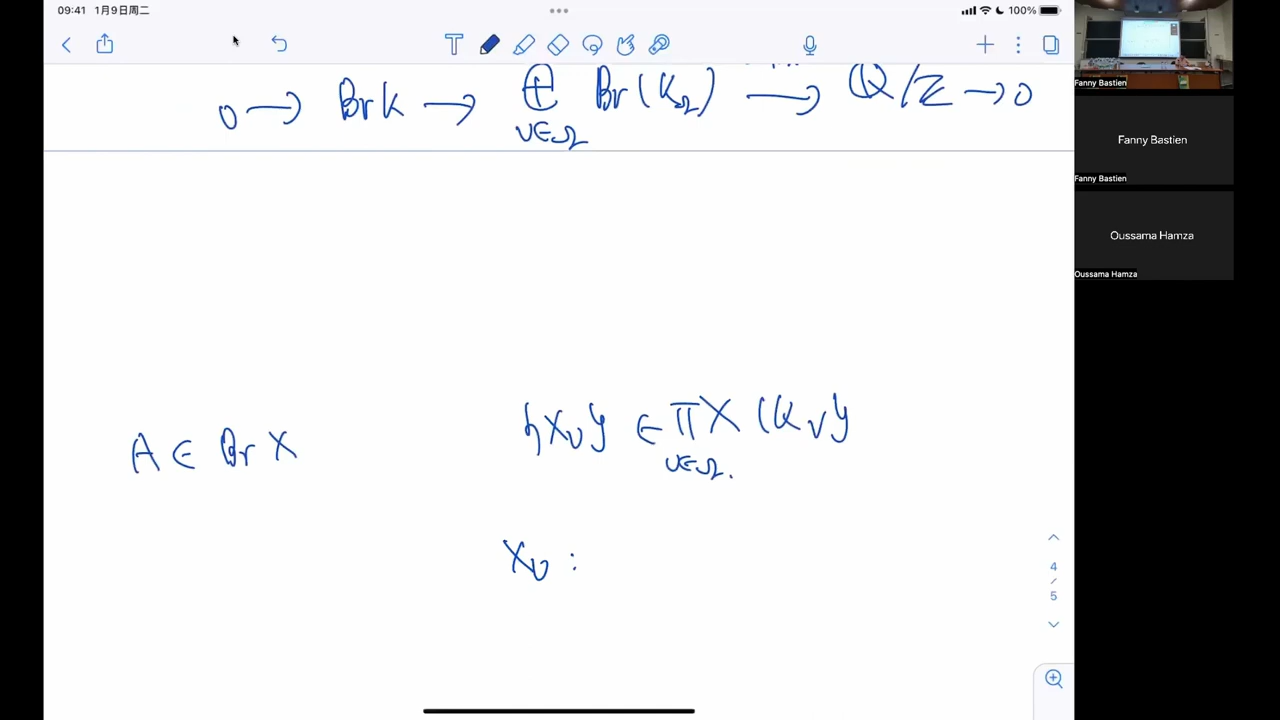 09:41 1月9日周二
100%
0 → Br k → ⊕ Br(K_Ω) → Q/Z → 0
v∈Ω
{X_v} ∈ ∏ X(K_v)
v∈Ω.
A ∈ Br X
X_v :
4
/
5
Fanny Bastien
Fanny Bastien
Fanny Bastien
Oussama Hamza
Oussama Hamza